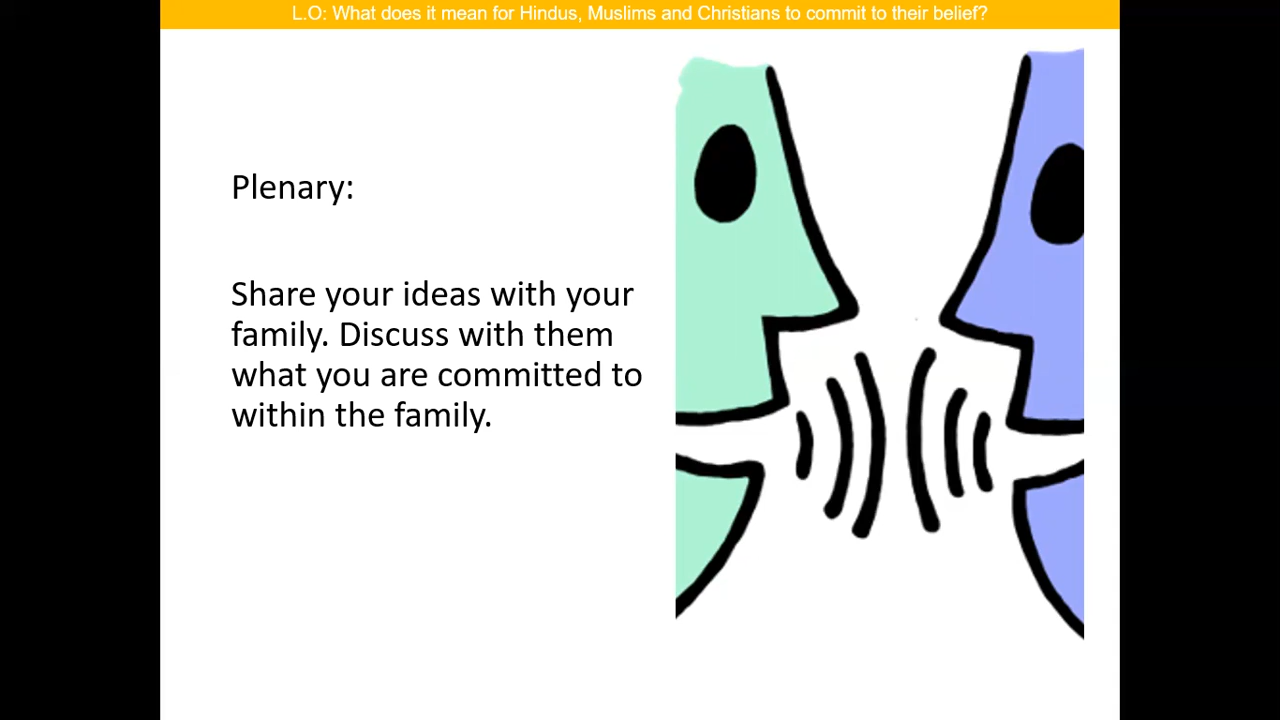 L.O: What does it mean for Hindus, Muslims and Christians to commit to their belief?
Plenary:
Share your ideas with your
family. Discuss with them
what you are committed to
within the family.